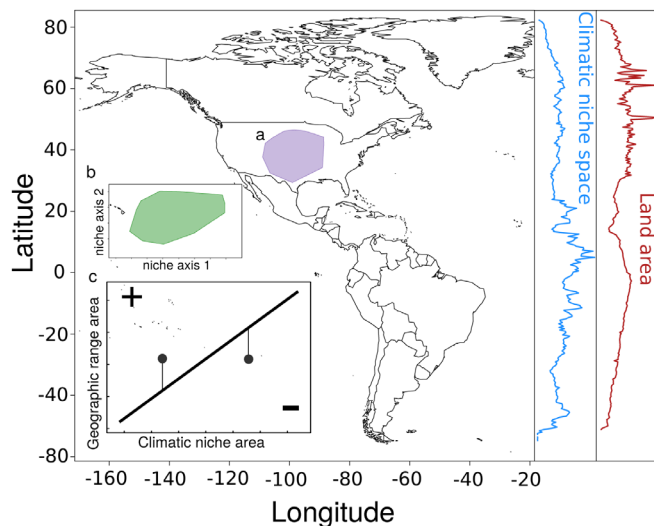 80
60
40
20
0
-20
-40
-60
-80
Latitude
-160
-140
-120
-100
-80
-60
-40
-20
Longitude
a
b
niche axis 2
niche axis 1
c
+
Geographic range area
−
Climatic niche area
Climatic niche space
Land area